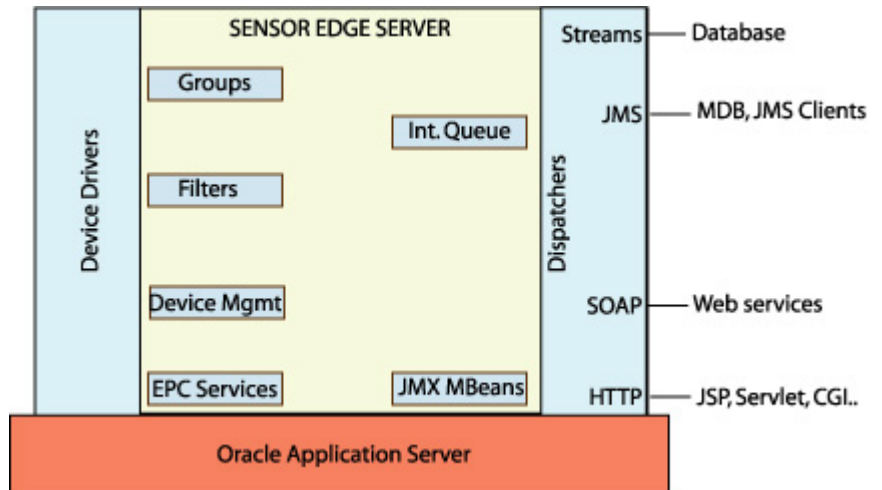 SENSOR EDGE SERVER
Streams
Database
Groups
JMS
MDB, JMS Clients
Int. Queue
Device Drivers
Filters
Dispatchers
Device Mgmt
SOAP
Web services
EPC Services
JMX MBeans
HTTP
JSP, Servlet, CGI..
Oracle Application Server